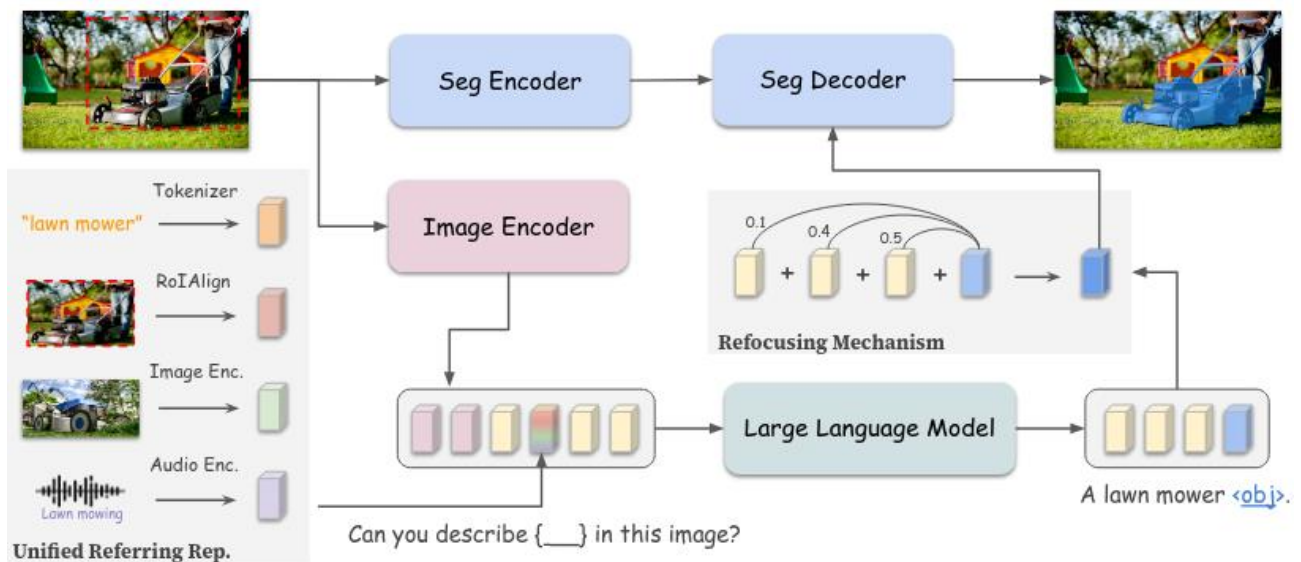 Seg Encoder
Seg Decoder
Tokenizer
"lawn mower"
Image Encoder
RoIAlign
0.1
0.4
0.5
+ + +
Refocusing Mechanism
Image Enc.
Large Language Model
Audio Enc.
Lawn mowing
A lawn mower <obj>.
Can you describe {__} in this image?
Unified Referring Rep.